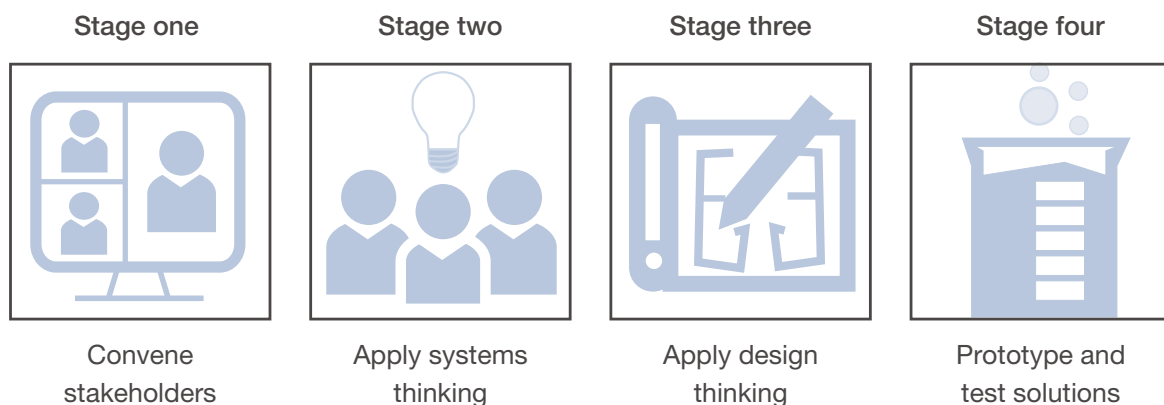 Stage one
Stage two
Stage three
Stage four
Convene
stakeholders
Apply systems
thinking
Apply design
thinking
Prototype and
test solutions